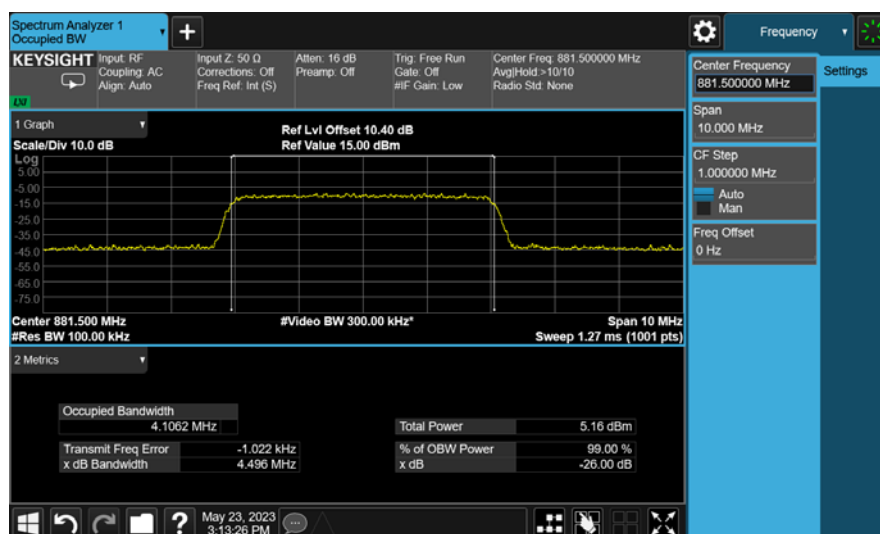 Spectrum Analyzer 1
Occupied BW
+
Frequency
KEYSIGHT
Input: RF
Coupling: AC
Align: Auto
Input Z: 50 Ω
Corrections: Off
Freq Ref: Int (S)
Atten: 16 dB
Preamp: Off
Trig: Free Run
Gate: Off
#IF Gain: Low
Center Freq: 881.500000 MHz
Avg|Hold:>10/10
Radio Std: None
LXI
Center Frequency
881.500000 MHz
Settings
Span
10.000 MHz
CF Step
1.000000 MHz
Auto
Man
Freq Offset
0 Hz
1 Graph
Scale/Div 10.0 dB
Ref Lvl Offset 10.40 dB
Ref Value 15.00 dBm
Log
5.00
-5.00
-15.0
-25.0
-35.0
-45.0
-55.0
-65.0
-75.0
Center 881.500 MHz
#Video BW 300.00 kHz*
Span 10 MHz
#Res BW 100.00 kHz
Sweep 1.27 ms (1001 pts)
2 Metrics
Occupied Bandwidth
4.1062 MHz
Total Power 5.16 dBm
Transmit Freq Error -1.022 kHz
% of OBW Power 99.00 %
x dB Bandwidth 4.496 MHz
x dB -26.00 dB
?
May 23, 2023
3:13:26 PM